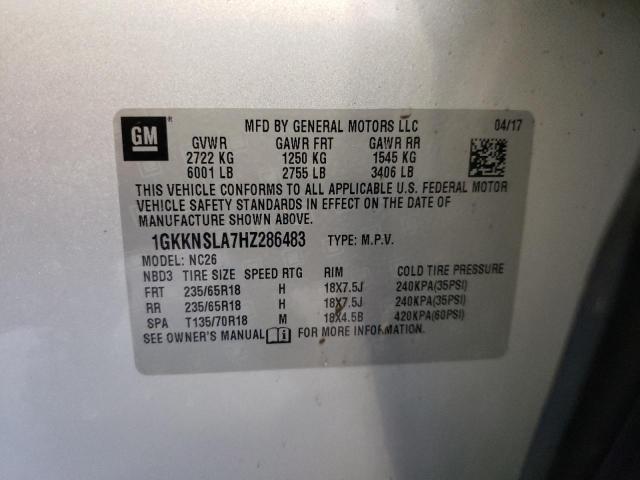 GM ®
MFD BY GENERAL MOTORS LLC 04/17
GVWR GAWR FRT GAWR RR
2722 KG 1250 KG 1545 KG
6001 LB 2755 LB 3406 LB
THIS VEHICLE CONFORMS TO ALL APPLICABLE U.S. FEDERAL MOTOR
VEHICLE SAFETY STANDARDS IN EFFECT ON THE DATE OF
MANUFACTURE SHOWN ABOVE.
1GKKNSLA7HZ286483 TYPE: M.P.V.
MODEL: NC26
NBD3 TIRE SIZE SPEED RTG RIM COLD TIRE PRESSURE
FRT 235/65R18 H 18X7.5J 240KPA(35PSI)
RR 235/65R18 H 18X7.5J 240KPA(35PSI)
SPA T135/70R18 M 18X4.5B 420KPA(60PSI)
SEE OWNER'S MANUAL i FOR MORE INFORMATION.